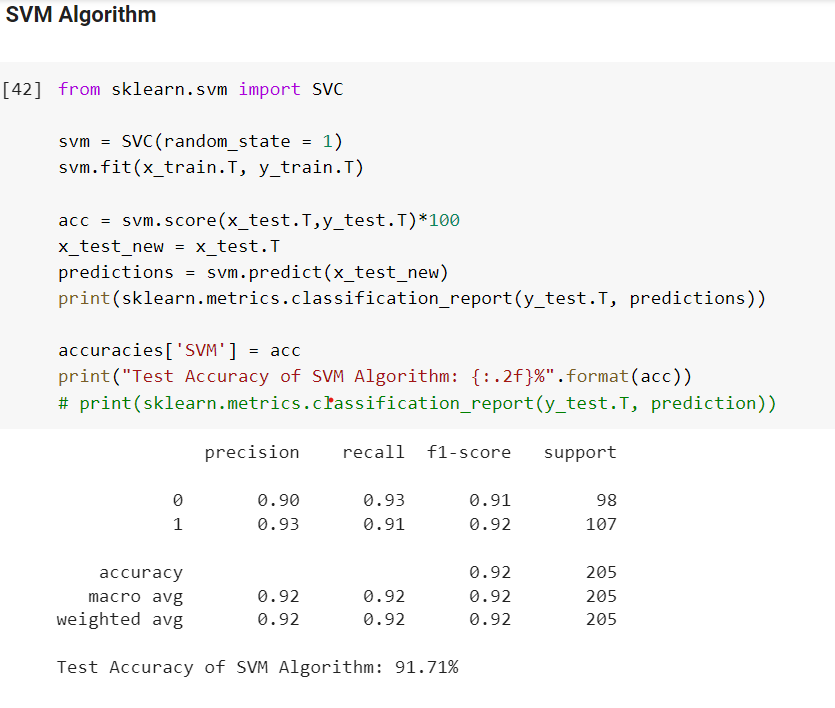 SVM Algorithm
[42] from sklearn.svm import SVC
svm = SVC(random_state = 1)
svm.fit(x_train.T, y_train.T)
acc = svm.score(x_test.T,y_test.T)*100
x_test_new = x_test.T
predictions = svm.predict(x_test_new)
print(sklearn.metrics.classification_report(y_test.T, predictions))
accuracies['SVM'] = acc
print("Test Accuracy of SVM Algorithm: {:.2f}%".format(acc))
# print(sklearn.metrics.classification_report(y_test.T, prediction))
precision recall f1-score support
0 0.90 0.93 0.91 98
1 0.93 0.91 0.92 107
accuracy 0.92 205
macro avg 0.92 0.92 0.92 205
weighted avg 0.92 0.92 0.92 205
Test Accuracy of SVM Algorithm: 91.71%